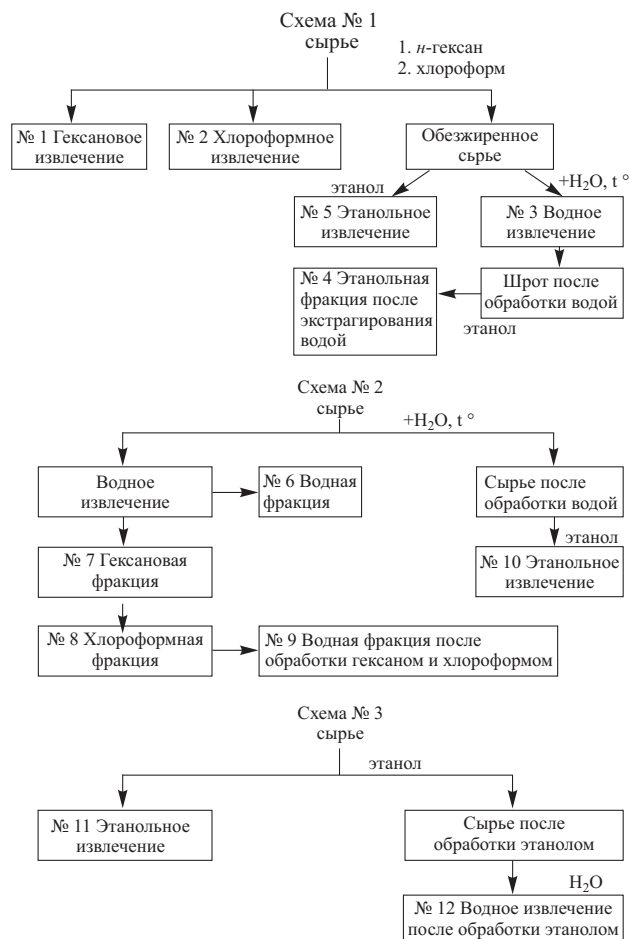 Схема № 1
сырье
1. н-гексан
2. хлороформ
№ 1 Гексановое
извлечение
№ 2 Хлороформное
извлечение
Обезжиренное
сырье
этанол
+H₂O, t °
№ 5 Этанольное
извлечение
№ 3 Водное
извлечение
№ 4 Этанольная
фракция после
экстрагирования
водой
Шрот после
обработки водой
этанол
Схема № 2
сырье
+H₂O, t °
Водное
извлечение
№ 6 Водная
фракция
Сырье после
обработки водой
этанол
№ 7 Гексановая
фракция
№ 10 Этанольное
извлечение
№ 8 Хлороформная
фракция
№ 9 Водная фракция после
обработки гексаном и хлороформом
Схема № 3
сырье
этанол
№ 11 Этанольное
извлечение
Сырье после
обработки этанолом
H₂O
№ 12 Водное извлечение
после обработки этанолом